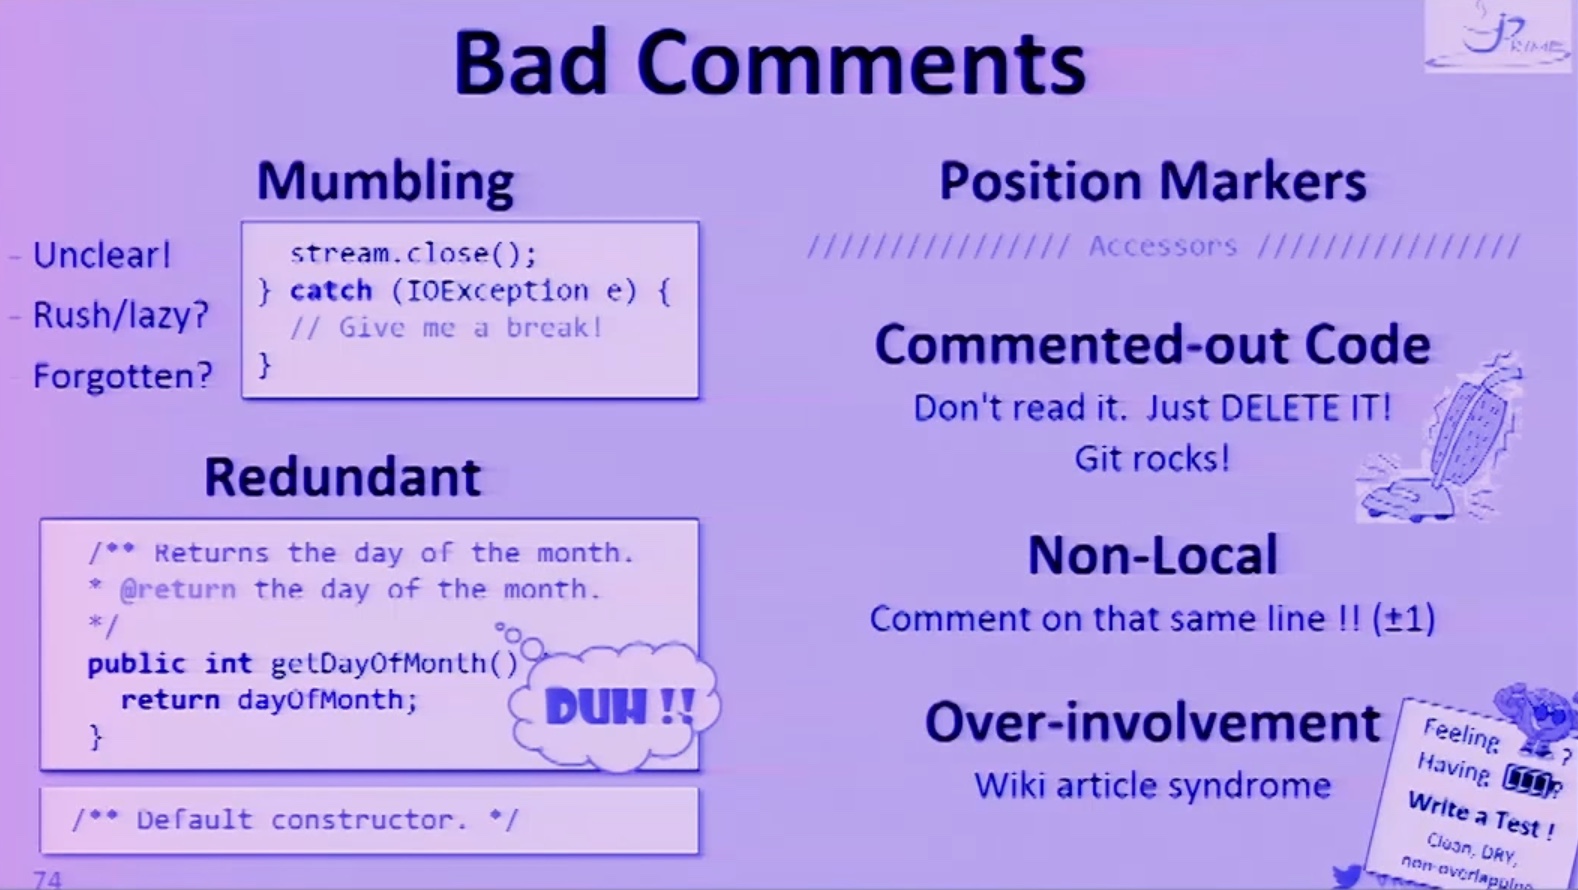 Bad Comments
JPRIME
Mumbling
- Unclear!
- Rush/lazy?
- Forgotten?
stream.close();
} catch (IOException e) {
// Give me a break!
}
Redundant
/** Returns the day of the month.
* @return the day of the month.
*/
public int getDayOfMonth()
return dayOfMonth;
}
DUH !!
/** Default constructor. */
74
Position Markers
//////////////// Accessors ////////////////
Commented-out Code
Don't read it. Just DELETE IT!
Git rocks!
Non-Local
Comment on that same line !! (±1)
Over-involvement
Wiki article syndrome
Feeling ?
Having ?
Write a Test !
Clean, DRY,
non-overlapping